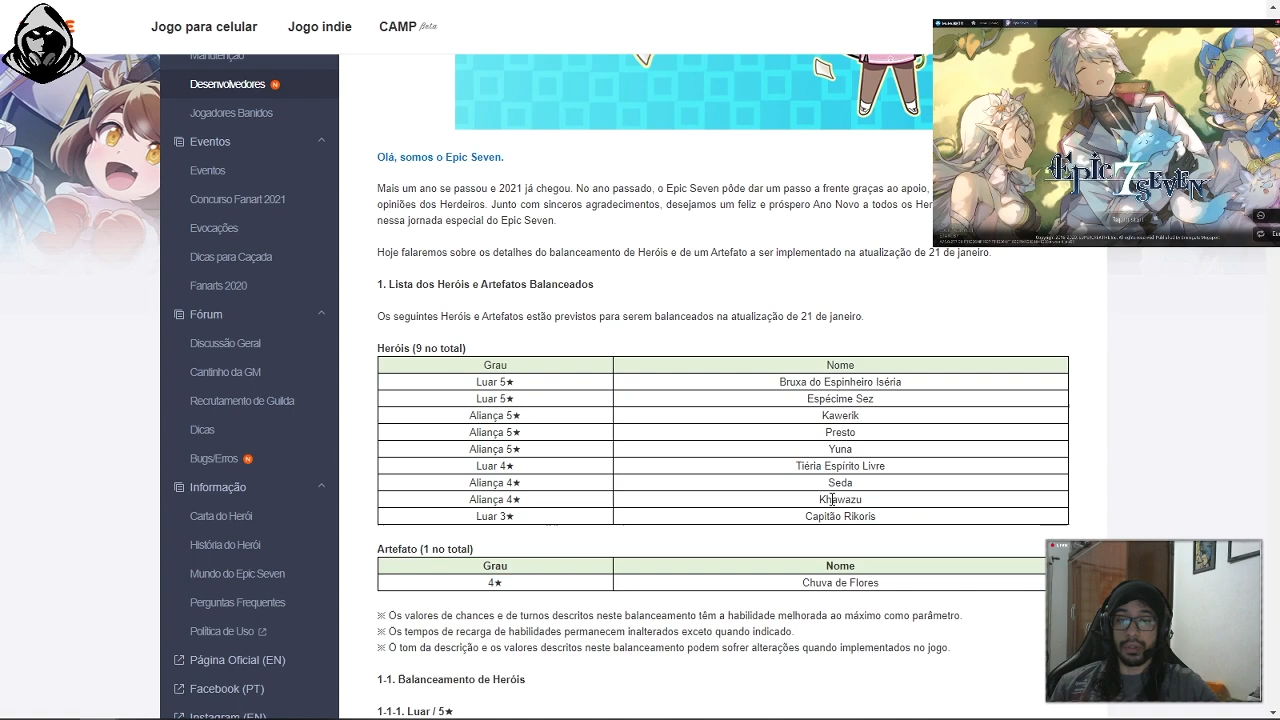 Jogo para celular Jogo indie CAMP Beta
Manutenção
Desenvolvedores N
Jogadores Banidos
Eventos
Eventos
Concurso Fanart 2021
Evocações
Dicas para Caçada
Fanarts 2020
Fórum
Discussão Geral
Cantinho da GM
Recrutamento de Guilda
Dicas
Bugs/Erros N
Informação
Carta do Herói
História do Herói
Mundo do Epic Seven
Perguntas Frequentes
Política de Uso
Página Oficial (EN)
Facebook (PT)
Instagram (EN)
Olá, somos o Epic Seven.
Mais um ano se passou e 2021 já chegou. No ano passado, o Epic Seven pôde dar um passo a frente graças ao apoio,
opiniões dos Herdeiros. Junto com sinceros agradecimentos, desejamos um feliz e próspero Ano Novo a todos os Her
nessa jornada especial do Epic Seven.
Hoje falaremos sobre os detalhes do balanceamento de Heróis e de um Artefato a ser implementado na atualização de 21 de janeiro.
1. Lista dos Heróis e Artefatos Balanceados
Os seguintes Heróis e Artefatos estão previstos para serem balanceados na atualização de 21 de janeiro.
Heróis (9 no total)
Grau Nome
Luar 5★ Bruxa do Espinheiro Iséria
Luar 5★ Espécime Sez
Aliança 5★ Kawerik
Aliança 5★ Presto
Aliança 5★ Yuna
Luar 4★ Tiéria Espírito Livre
Aliança 4★ Seda
Aliança 4★ Khawazu
Luar 3★ Capitão Rikoris
Artefato (1 no total)
Grau Nome
4★ Chuva de Flores
※ Os valores de chances e de turnos descritos neste balanceamento têm a habilidade melhorada ao máximo como parâmetro.
※ Os tempos de recarga de habilidades permanecem inalterados exceto quando indicado.
※ O tom da descrição e os valores descritos neste balanceamento podem sofrer alterações quando implementados no jogo.
1-1. Balanceamento de Heróis
1-1-1. Luar / 5★
Epic 7 Seven
LIVE